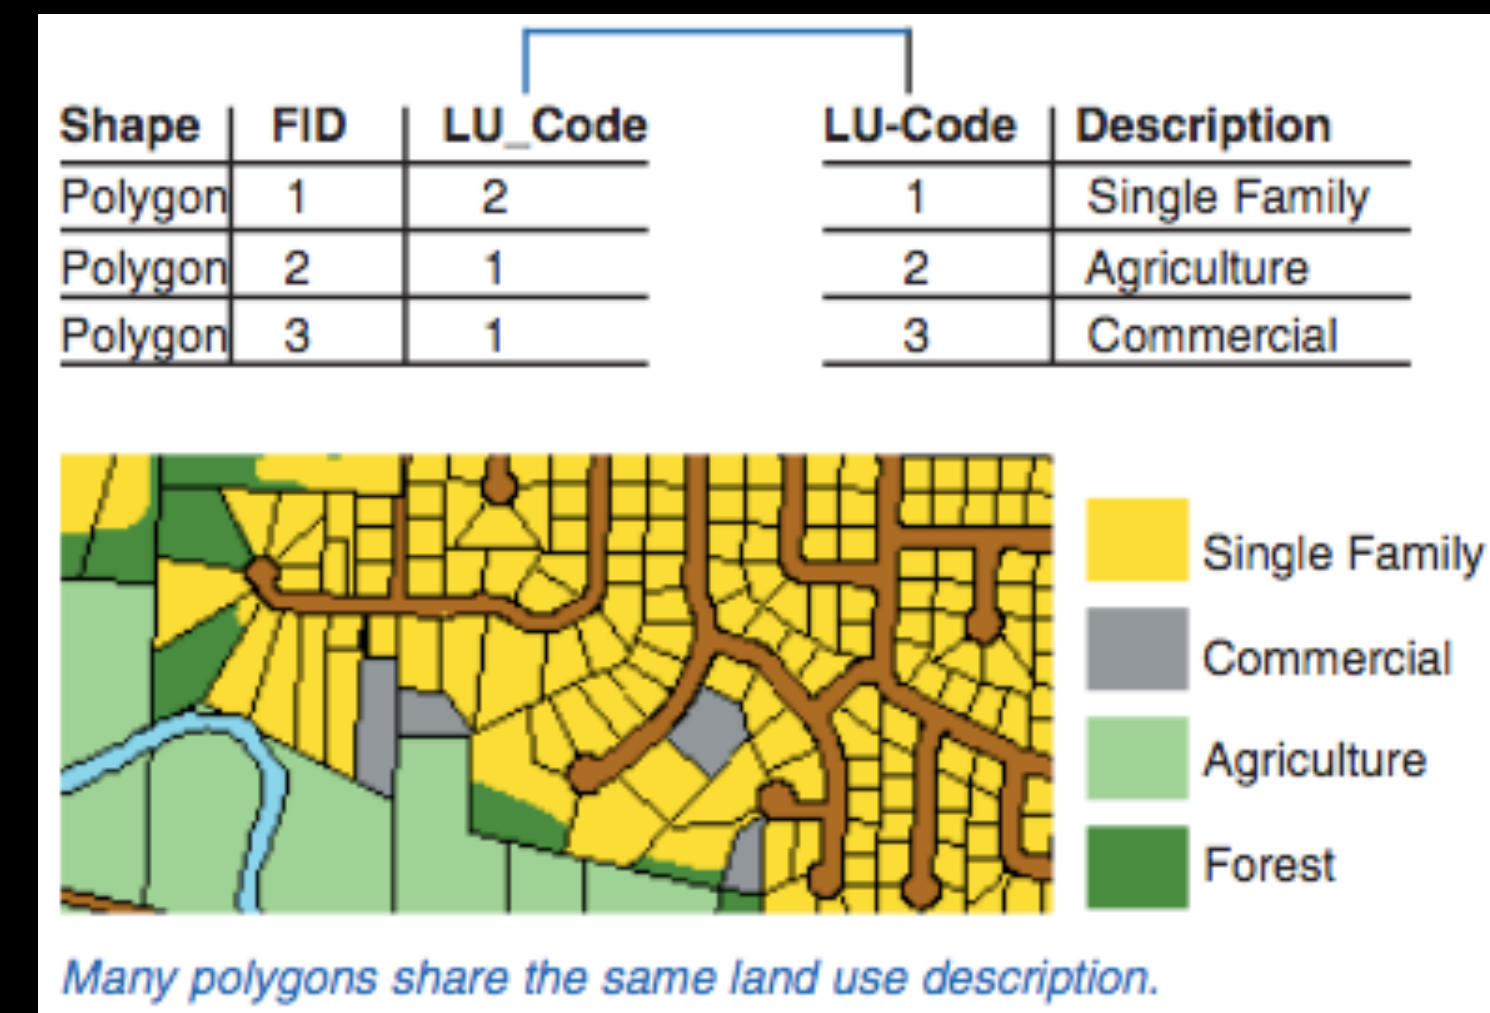 Shape FID LU_Code LU-Code Description
Polygon 1 2 1 Single Family
Polygon 2 1 2 Agriculture
Polygon 3 1 3 Commercial
Single Family
Commercial
Agriculture
Forest
Many polygons share the same land use description.